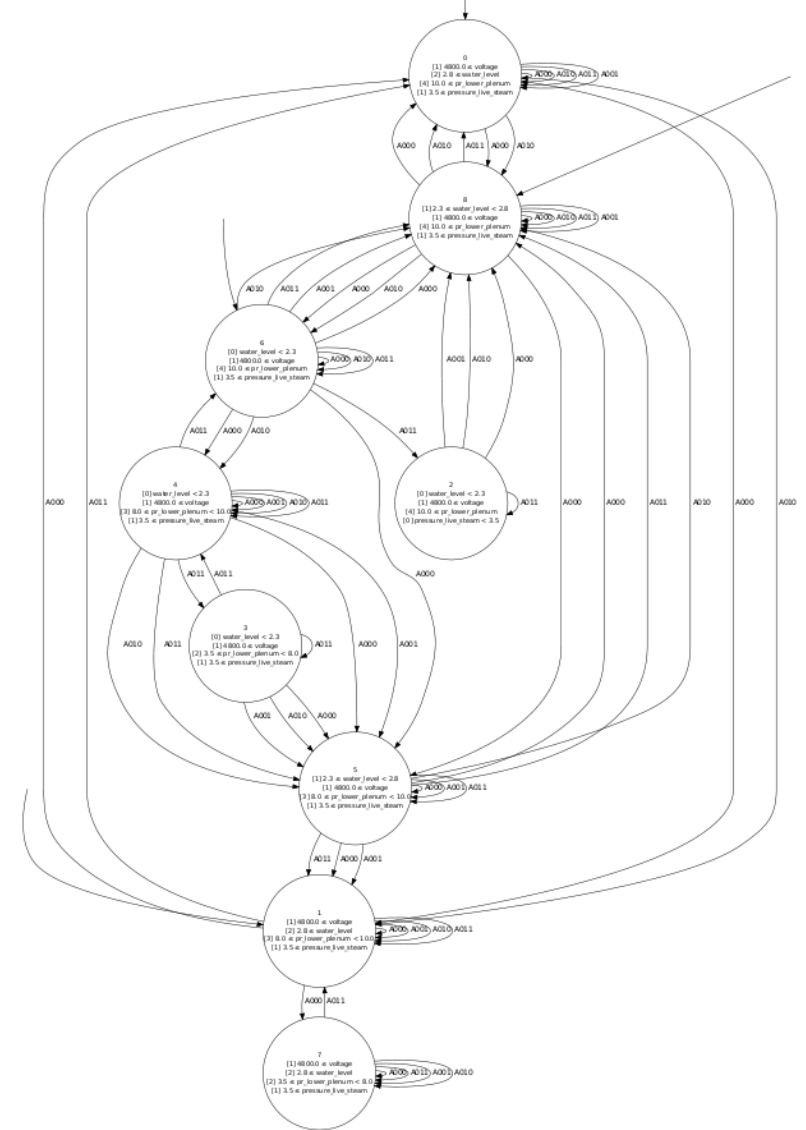 0
[1] 4800.0 ≤ voltage
[2] 2.8 ≤ water_level
[4] 10.0 ≤ pr_lower_plenum
[1] 3.5 ≤ pressure_live_steam
A000 A010 A011 A001
A000 A010 A011 A000 A010
8
[1] 2.3 ≤ water_level < 2.8
[1] 4800.0 ≤ voltage
[4] 10.0 ≤ pr_lower_plenum
[1] 3.5 ≤ pressure_live_steam
A000 A010 A011 A001
A010 A011 A001 A000 A010 A000
6
[0] water_level < 2.3
[1] 4800.0 ≤ voltage
[4] 10.0 ≤ pr_lower_plenum
[1] 3.5 ≤ pressure_live_steam
A000 A010 A011
A001 A010 A000
A011 A000 A010 A011
4
[0] water_level < 2.3
[1] 4800.0 ≤ voltage
[3] 8.0 ≤ pr_lower_plenum < 10.0
[1] 3.5 ≤ pressure_live_steam
A000 A001 A010 A011
2
[0] water_level < 2.3
[1] 4800.0 ≤ voltage
[4] 10.0 ≤ pr_lower_plenum
[0] pressure_live_steam < 3.5
A011
A000 A011 A000 A000 A011 A010 A000 A010
A011 A011 A000
3
[0] water_level < 2.3
[1] 4800.0 ≤ voltage
[2] 3.5 ≤ pr_lower_plenum < 8.0
[1] 3.5 ≤ pressure_live_steam
A011
A010 A011 A000 A001
A001 A010 A000
5
[1] 2.3 ≤ water_level < 2.8
[1] 4800.0 ≤ voltage
[3] 8.0 ≤ pr_lower_plenum < 10.0
[1] 3.5 ≤ pressure_live_steam
A000 A001 A011
A011 A000 A001
1
[1] 4800.0 ≤ voltage
[2] 2.8 ≤ water_level
[3] 8.0 ≤ pr_lower_plenum < 10.0
[1] 3.5 ≤ pressure_live_steam
A000 A001 A010 A011
A000 A011
7
[1] 4800.0 ≤ voltage
[2] 2.8 ≤ water_level
[2] 3.5 ≤ pr_lower_plenum < 8.0
[1] 3.5 ≤ pressure_live_steam
A000 A011 A001 A010